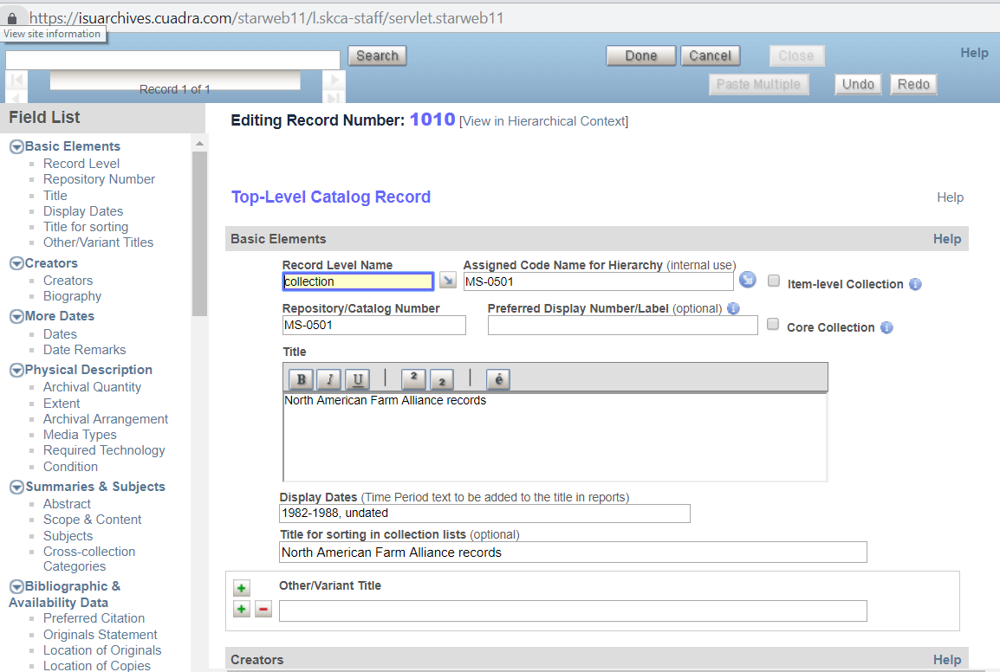 https://isuarchives.cuadra.com/starweb11/l.skca-staff/servlet.starweb11
View site information
Search Done Cancel Close Help
Record 1 of 1 Paste Multiple Undo Redo
Field List
Basic Elements
Record Level
Repository Number
Title
Display Dates
Title for sorting
Other/Variant Titles
Creators
Creators
Biography
More Dates
Dates
Date Remarks
Physical Description
Archival Quantity
Extent
Archival Arrangement
Media Types
Required Technology
Condition
Summaries & Subjects
Abstract
Scope & Content
Subjects
Cross-collection
Categories
Bibliographic &
Availability Data
Preferred Citation
Originals Statement
Location of Originals
Location of Copies
Editing Record Number: 1010 [View in Hierarchical Context]
Top-Level Catalog Record Help
Basic Elements Help
Record Level Name Assigned Code Name for Hierarchy (internal use)
collection MS-0501 Item-level Collection
Repository/Catalog Number Preferred Display Number/Label (optional)
MS-0501 Core Collection
Title
B I U | 2 2 | é
North American Farm Alliance records
Display Dates (Time Period text to be added to the title in reports)
1982-1988, undated
Title for sorting in collection lists (optional)
North American Farm Alliance records
Other/Variant Title
Creators Help